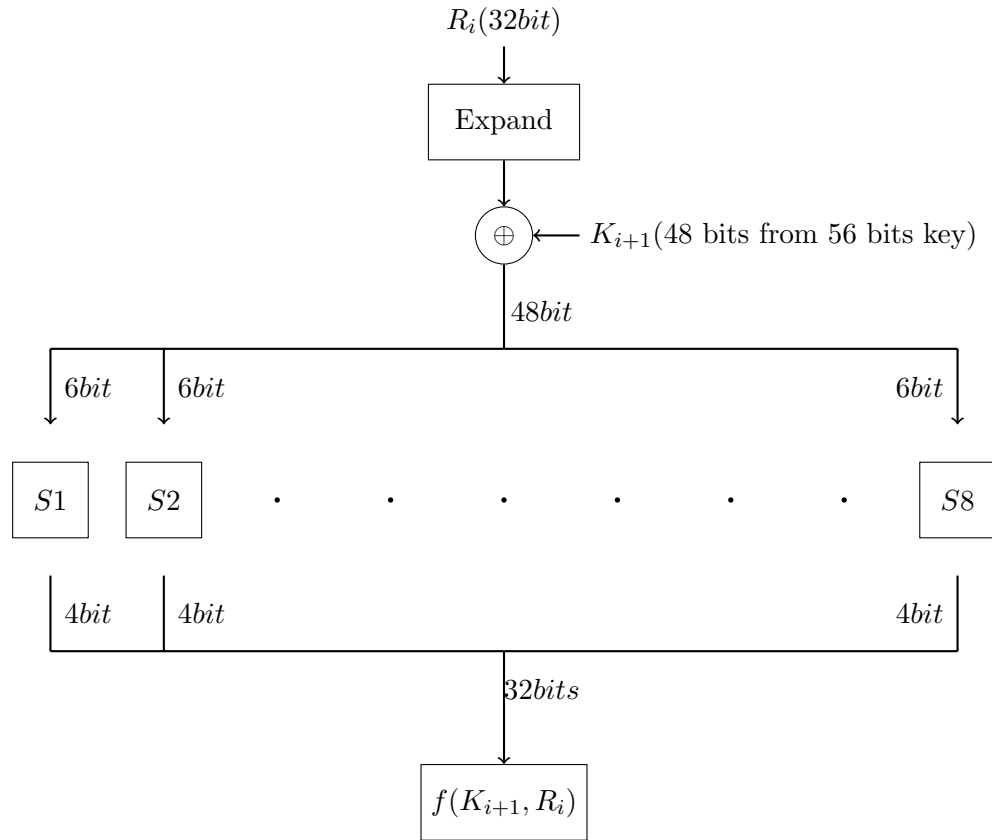 R_i(32bit)
Expand
⊕ K_{i+1}(48 bits from 56 bits key)
48bit
6bit 6bit 6bit
S1 S2 · · · · · · S8
4bit 4bit 4bit
32bits
f(K_{i+1}, R_i)